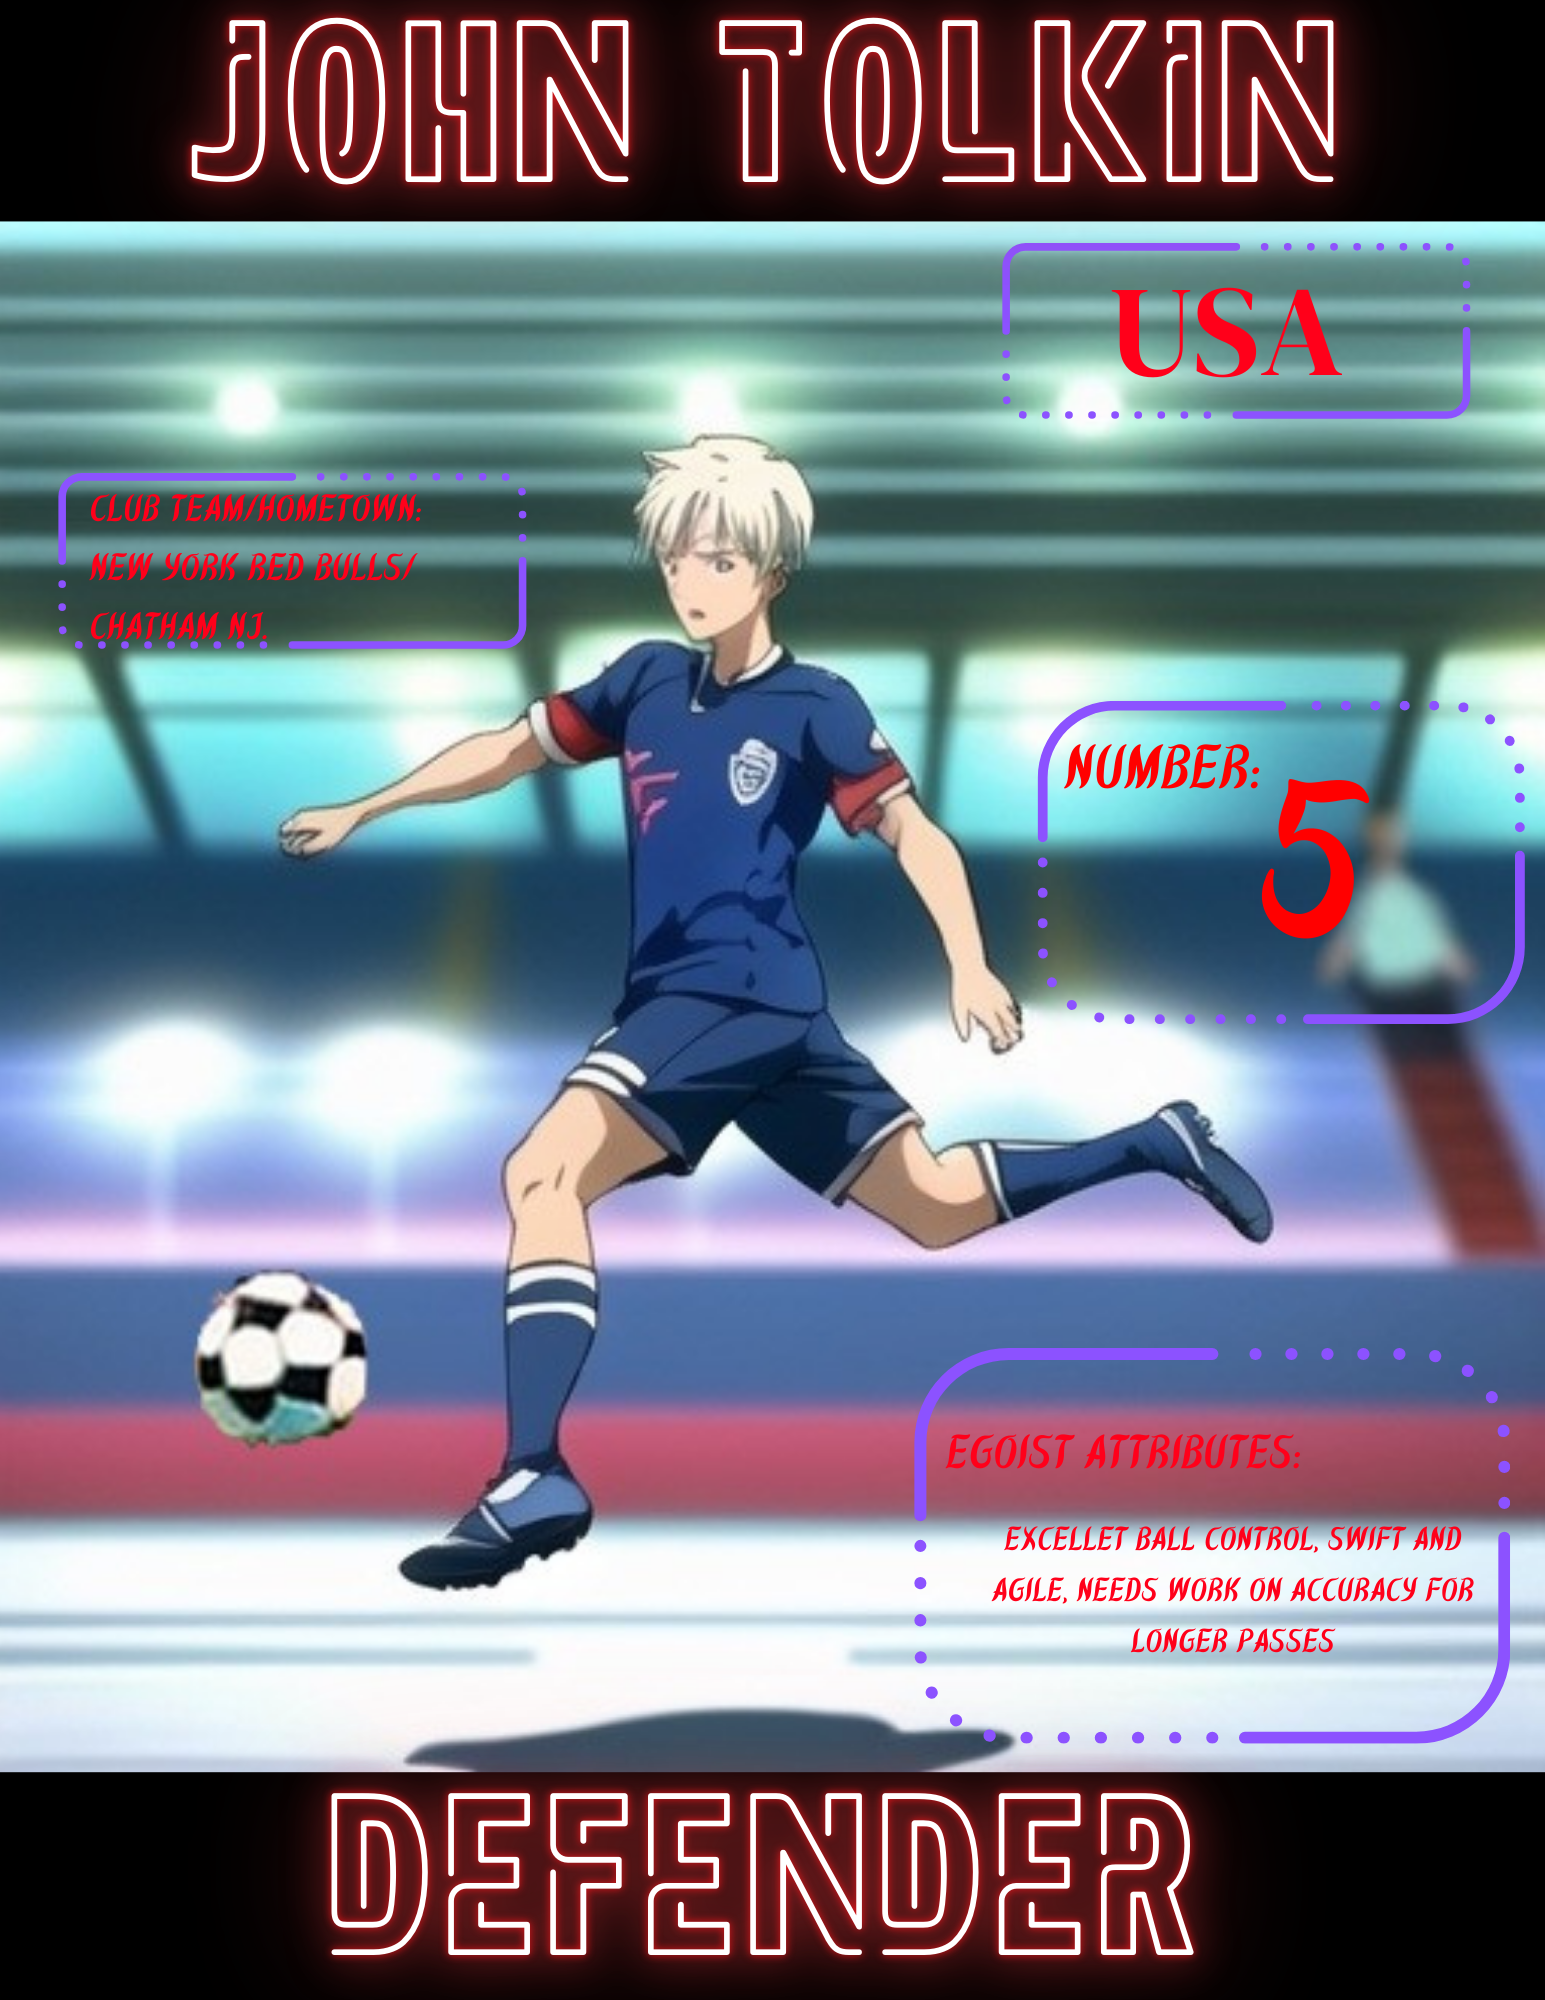 JOHN TOLKIN
USA
CLUB TEAM/HOMETOWN:
NEW YORK RED BULLS/
CHATHAM NJ.
NUMBER:
5
EGOIST ATTRIBUTES:
EXCELLET BALL CONTROL, SWIFT AND
AGILE, NEEDS WORK ON ACCURACY FOR
LONGER PASSES
DEFENDER